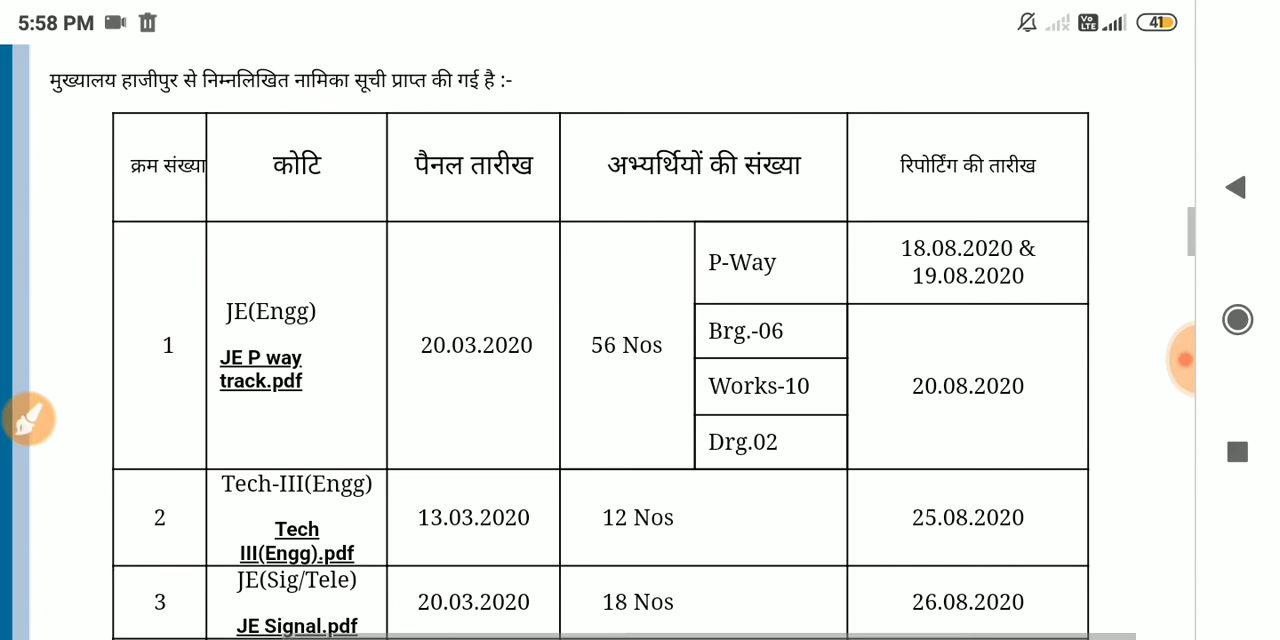 5:58 PM
Vo LTE
41
मुख्यालय हाजीपुर से निम्नलिखित नामिका सूची प्राप्त की गई है :-
क्रम संख्या कोटि पैनल तारीख अभ्यर्थियों की संख्या रिपोर्टिंग की तारीख
1
JE(Engg)
JE P way
track.pdf
20.03.2020
56 Nos
P-Way
18.08.2020 &
19.08.2020
Brg.-06
Works-10
Drg.02
20.08.2020
2
Tech-III(Engg)
Tech
III(Engg).pdf
13.03.2020
12 Nos
25.08.2020
3
JE(Sig/Tele)
JE Signal.pdf
20.03.2020
18 Nos
26.08.2020